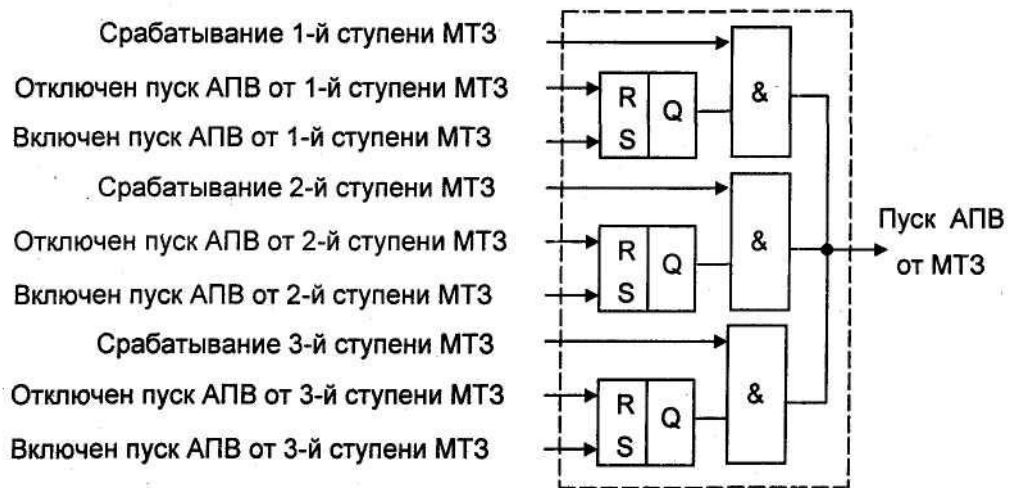 Срабатывание 1-й ступени МТЗ
Отключен пуск АПВ от 1-й ступени МТЗ
Включен пуск АПВ от 1-й ступени МТЗ
R
S
Q
&
Срабатывание 2-й ступени МТЗ
Отключен пуск АПВ от 2-й ступени МТЗ
Включен пуск АПВ от 2-й ступени МТЗ
R
S
Q
&
Срабатывание 3-й ступени МТЗ
Отключен пуск АПВ от 3-й ступени МТЗ
Включен пуск АПВ от 3-й ступени МТЗ
R
S
Q
&
Пуск АПВ
от МТЗ